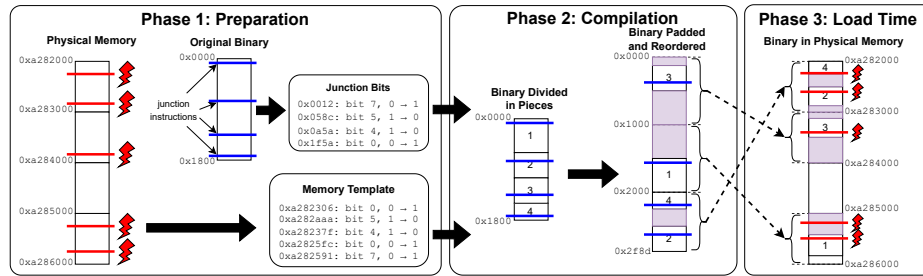 Phase 1: Preparation
Physical Memory
0xa282000
0xa283000
0xa284000
0xa285000
0xa286000
Original Binary
0x0000
junction
instructions
0x1800
Junction Bits
0x0012: bit 7, 0 → 1
0x058c: bit 5, 1 → 0
0x0a5a: bit 4, 1 → 0
0x1f5a: bit 0, 0 → 1
Memory Template
0xa282306: bit 0, 0 → 1
0xa282aaa: bit 5, 1 → 0
0xa28237f: bit 4, 1 → 0
0xa2825fc: bit 0, 0 → 1
0xa282591: bit 7, 0 → 1
Phase 2: Compilation
Binary Divided
in Pieces
0x0000
1
2
3
4
0x1800
Binary Padded
and Reordered
0x0000
3
0x1000
1
0x2000
4
2
0x2f8d
Phase 3: Load Time
Binary in Physical Memory
0xa282000
4
2
0xa283000
3
0xa284000
0xa285000
1
0xa286000